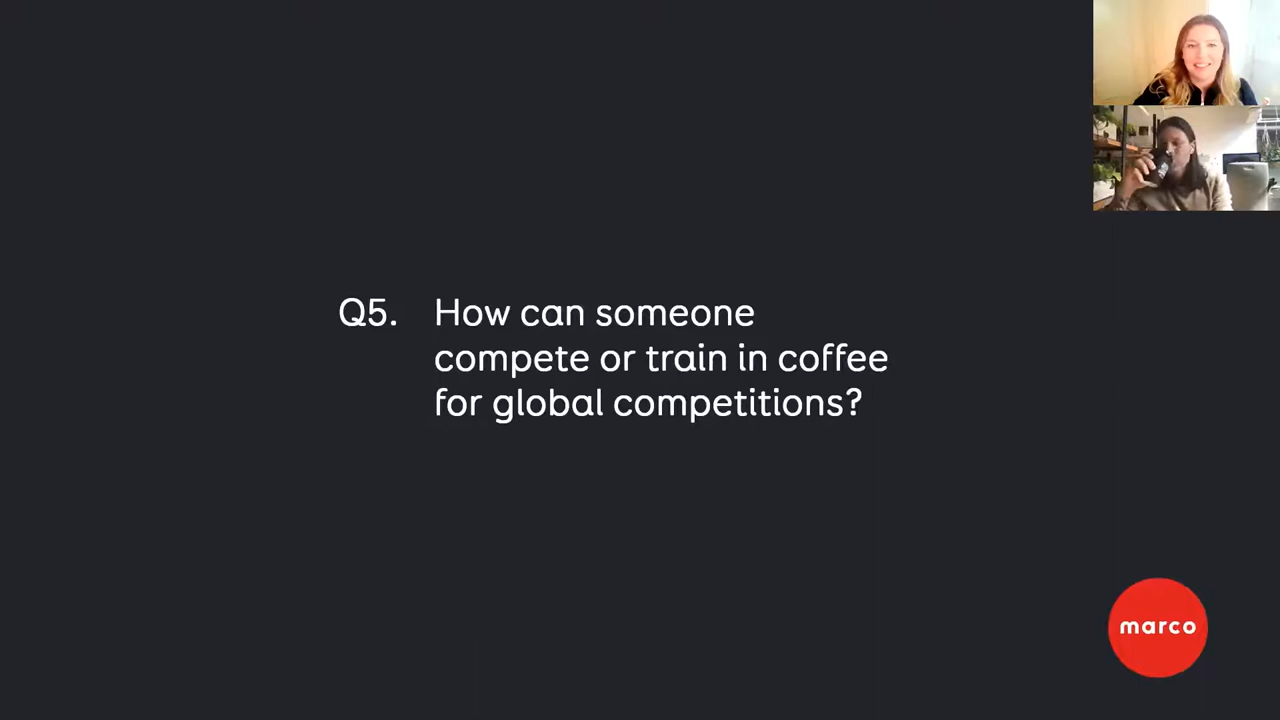 Q5. How can someone
compete or train in coffee
for global competitions?
marco